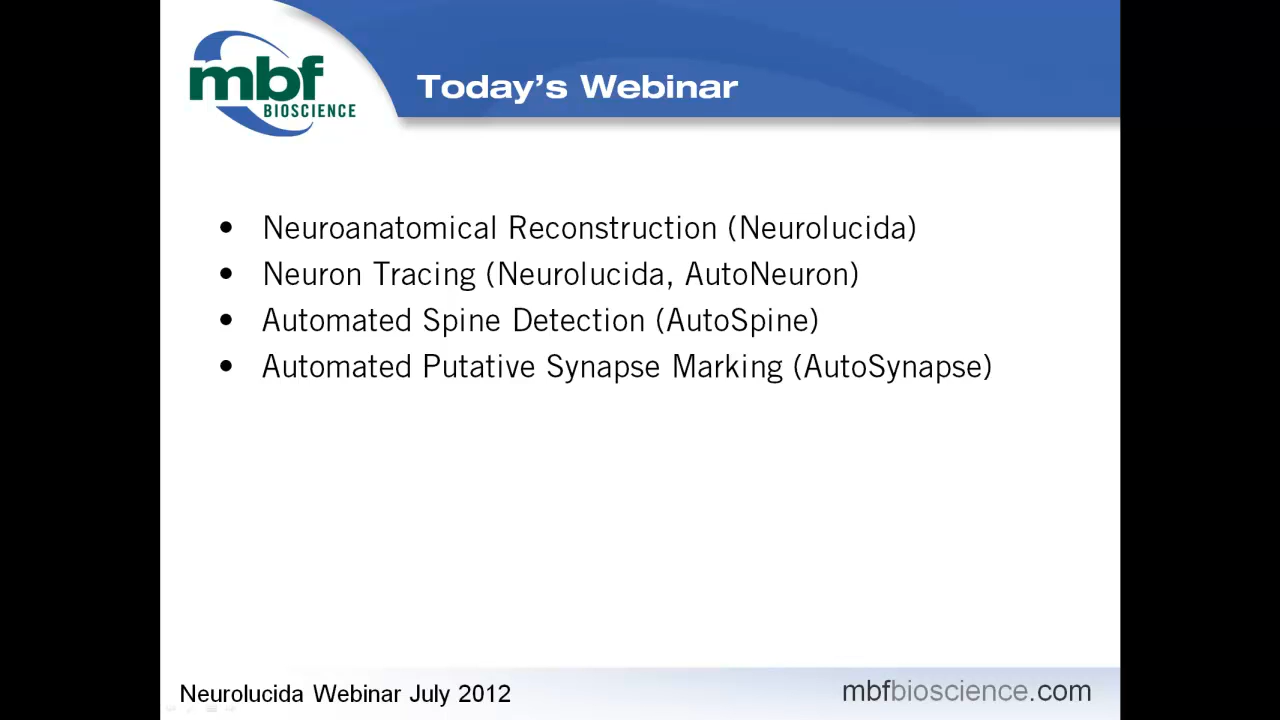 mbf
BIOSCIENCE
Today's Webinar
• Neuroanatomical Reconstruction (Neurolucida)
• Neuron Tracing (Neurolucida, AutoNeuron)
• Automated Spine Detection (AutoSpine)
• Automated Putative Synapse Marking (AutoSynapse)
Neurolucida Webinar July 2012
mbfbioscience.com